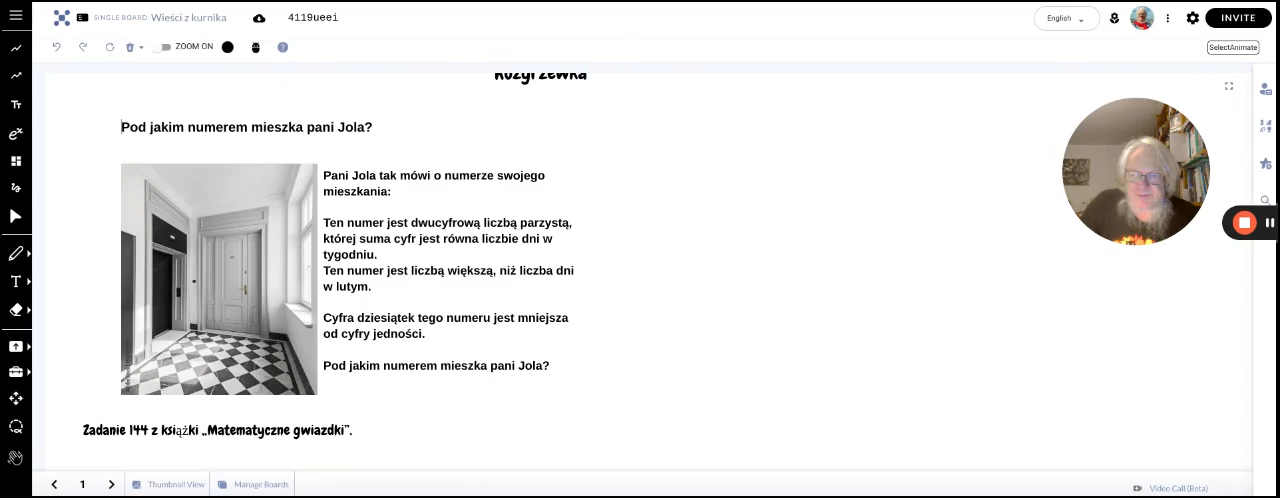 SINGLE BOARD: Wieści z kurnika
4119ueei
English
INVITE
ZOOM ON
SelectAnimate
Rozgrzewka
Pod jakim numerem mieszka pani Jola?
Pani Jola tak mówi o numerze swojego
mieszkania:
Ten numer jest dwucyfrową liczbą parzystą,
której suma cyfr jest równa liczbie dni w
tygodniu.
Ten numer jest liczbą większą, niż liczba dni
w lutym.
Cyfra dziesiątek tego numeru jest mniejsza
od cyfry jedności.
Pod jakim numerem mieszka pani Jola?
Zadanie 144 z książki „Matematyczne gwiazdki”.
1
Thumbnail View
Manage Boards
Video Call (Beta)